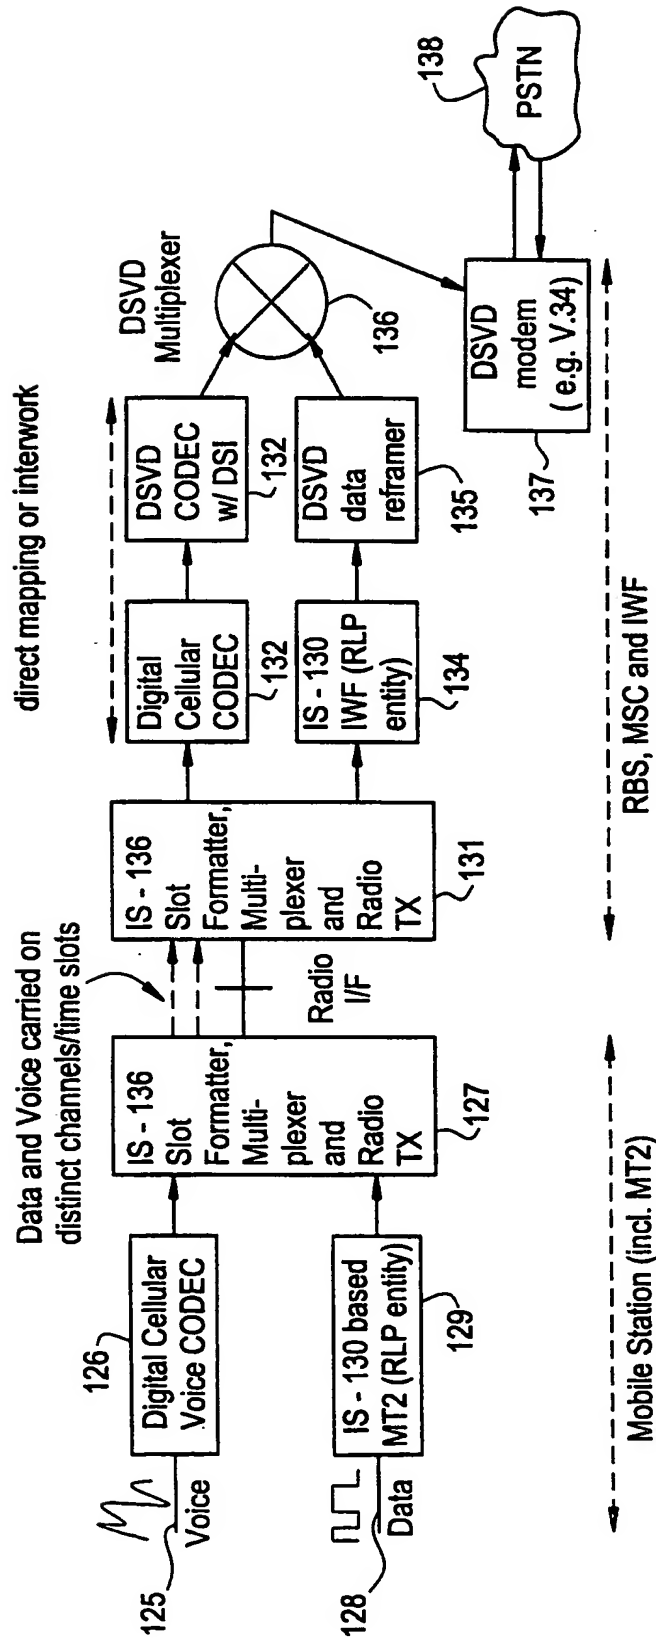 125
Voice
126
Digital Cellular
Voice CODEC
128
Data
IS - 130 based
MT2 (RLP entity)
129
Mobile Station (incl. MT2)
Data and Voice carried on
distinct channels/time slots
IS - 136
Slot
Formatter,
Multi-
plexer
and
Radio
TX
127
Radio
I/F
IS - 136
Slot
Formatter,
Multi-
plexer
and
Radio
TX
131
direct mapping or interwork
Digital
Cellular
CODEC
132
DSVD
CODEC
w/ DSI
132
IS - 130
IWF (RLP
entity)
134
DSVD
data
reframer
135
DSVD
Multiplexer
136
DSVD
modem
( e.g. V.34)
137
138
PSTN
RBS, MSC and IWF